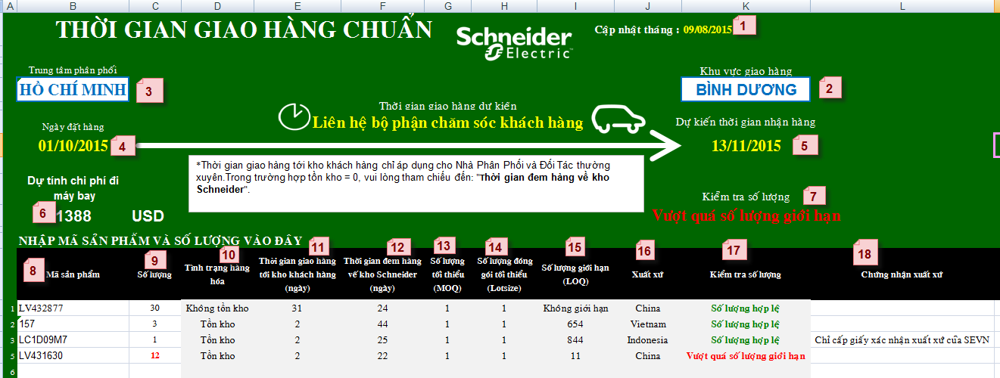 A B C D E F G H I J K L
THỜI GIAN GIAO HÀNG CHUẨN
Schneider Electric™
Cập nhật tháng : 09/08/2015 1
Trung tâm phân phối
HỒ CHÍ MINH 3
Khu vực giao hàng
BÌNH DƯƠNG 2
Thời gian giao hàng dự kiến
Liên hệ bộ phận chăm sóc khách hàng
Ngày đặt hàng
01/10/2015 4
Dự kiến thời gian nhận hàng
13/11/2015 5
*Thời gian giao hàng tới kho khách hàng chỉ áp dụng cho Nhà Phân Phối và Đối Tác thường
xuyên.Trong trường hợp tồn kho = 0, vui lòng tham chiếu đến: "Thời gian đem hàng về kho
Schneider".
Dự tính chi phí đi
máy bay
6 1388 USD
Kiểm tra số lượng 7
Vượt quá số lượng giới hạn
NHẬP MÃ SẢN PHẨM VÀ SỐ LƯỢNG VÀO ĐÂY
8 9 10 11 12 13 14 15 16 17 18
Mã sản phẩm
Số lượng
Tình trạng hàng
hóa
Thời gian giao hàng
tới kho khách hàng
(ngày)
Thời gian đem hàng
về kho Schneider
(ngày)
Số lượng
tối thiểu
(MOQ)
Số lượng đóng
gói tối thiểu
(Lotsize)
Số lượng giới hạn
(LOQ)
Xuất xứ
Kiểm tra số lượng
Chứng nhận xuất xứ
1 LV432877 30 Không tồn kho 31 24 1 1 Không giới hạn China Số lượng hợp lệ
2 157 3 Tồn kho 2 44 1 1 654 Vietnam Số lượng hợp lệ
3 LC1D09M7 1 Tồn kho 2 25 1 1 844 Indonesia Số lượng hợp lệ Chỉ cấp giấy xác nhận xuất xứ của SEVN
5 LV431630 12 Tồn kho 2 22 1 1 11 China Vượt quá số lượng giới hạn
6